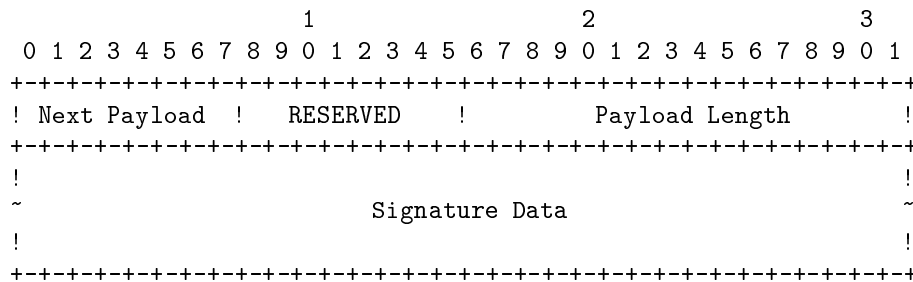 1                   2                   3
 0 1 2 3 4 5 6 7 8 9 0 1 2 3 4 5 6 7 8 9 0 1 2 3 4 5 6 7 8 9 0 1
+-+-+-+-+-+-+-+-+-+-+-+-+-+-+-+-+-+-+-+-+-+-+-+-+-+-+-+-+-+-+-+-+
! Next Payload  !   RESERVED    !         Payload Length        !
+-+-+-+-+-+-+-+-+-+-+-+-+-+-+-+-+-+-+-+-+-+-+-+-+-+-+-+-+-+-+-+-+
!                                                               !
~                         Signature Data                        ~
!                                                               !
+-+-+-+-+-+-+-+-+-+-+-+-+-+-+-+-+-+-+-+-+-+-+-+-+-+-+-+-+-+-+-+-+